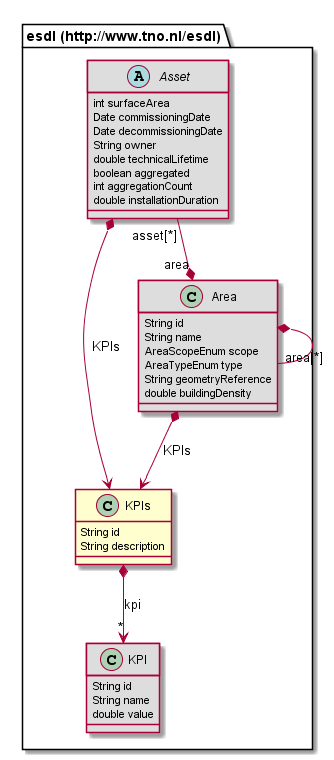 esdl (http://www.tno.nl/esdl)
A Asset
int surfaceArea
Date commissioningDate
Date decommissioningDate
String owner
double technicalLifetime
boolean aggregated
int aggregationCount
double installationDuration
asset[*]
area
C Area
String id
String name
AreaScopeEnum scope
AreaTypeEnum type
String geometryReference
double buildingDensity
KPIs
area[*]
KPIs
C KPIs
String id
String description
kpi
*
C KPI
String id
String name
double value